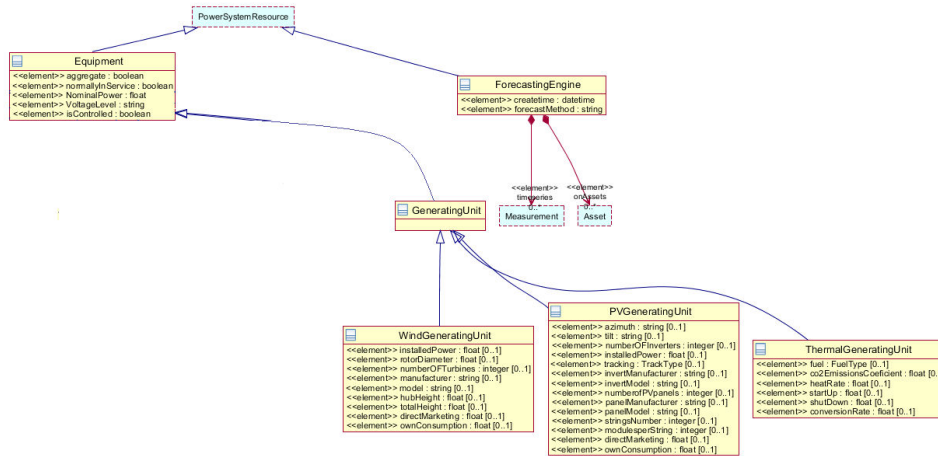 PowerSystemResource
Equipment
<<element>> aggregate : boolean
<<element>> normallyInService : boolean
<<element>> NominalPower : float
<<element>> VoltageLevel : string
<<element>> isControlled : boolean
ForecastingEngine
<<element>> createtime : datetime
<<element>> forecastMethod : string
<<element>>
timeseries
0..*
Measurement
<<element>>
onAssets
0..*
Asset
GeneratingUnit
WindGeneratingUnit
<<element>> installedPower : float [0..1]
<<element>> rotorDiameter : float [0..1]
<<element>> numberOFTurbines : integer [0..1]
<<element>> manufacturer : string [0..1]
<<element>> model : string [0..1]
<<element>> hubHeight : float [0..1]
<<element>> totalHeight : float [0..1]
<<element>> directMarketing : float [0..1]
<<element>> ownConsumption : float [0..1]
PVGeneratingUnit
<<element>> azimuth : string [0..1]
<<element>> tilt : string [0..1]
<<element>> numberOFInverters : integer [0..1]
<<element>> installedPower : float [0..1]
<<element>> tracking : TrackType [0..1]
<<element>> invertManufacturer : string [0..1]
<<element>> invertModel : string [0..1]
<<element>> numberofPVpanels : integer [0..1]
<<element>> panelManufacturer : string [0..1]
<<element>> panelModel : string [0..1]
<<element>> stringsNumber : integer [0..1]
<<element>> modulesperString : integer [0..1]
<<element>> directMarketing : float [0..1]
<<element>> ownConsumption : float [0..1]
ThermalGeneratingUnit
<<element>> fuel : FuelType [0..1]
<<element>> co2EmissionsCoeficient : float [0..1]
<<element>> heatRate : float [0..1]
<<element>> startUp : float [0..1]
<<element>> shutDown : float [0..1]
<<element>> conversionRate : float [0..1]